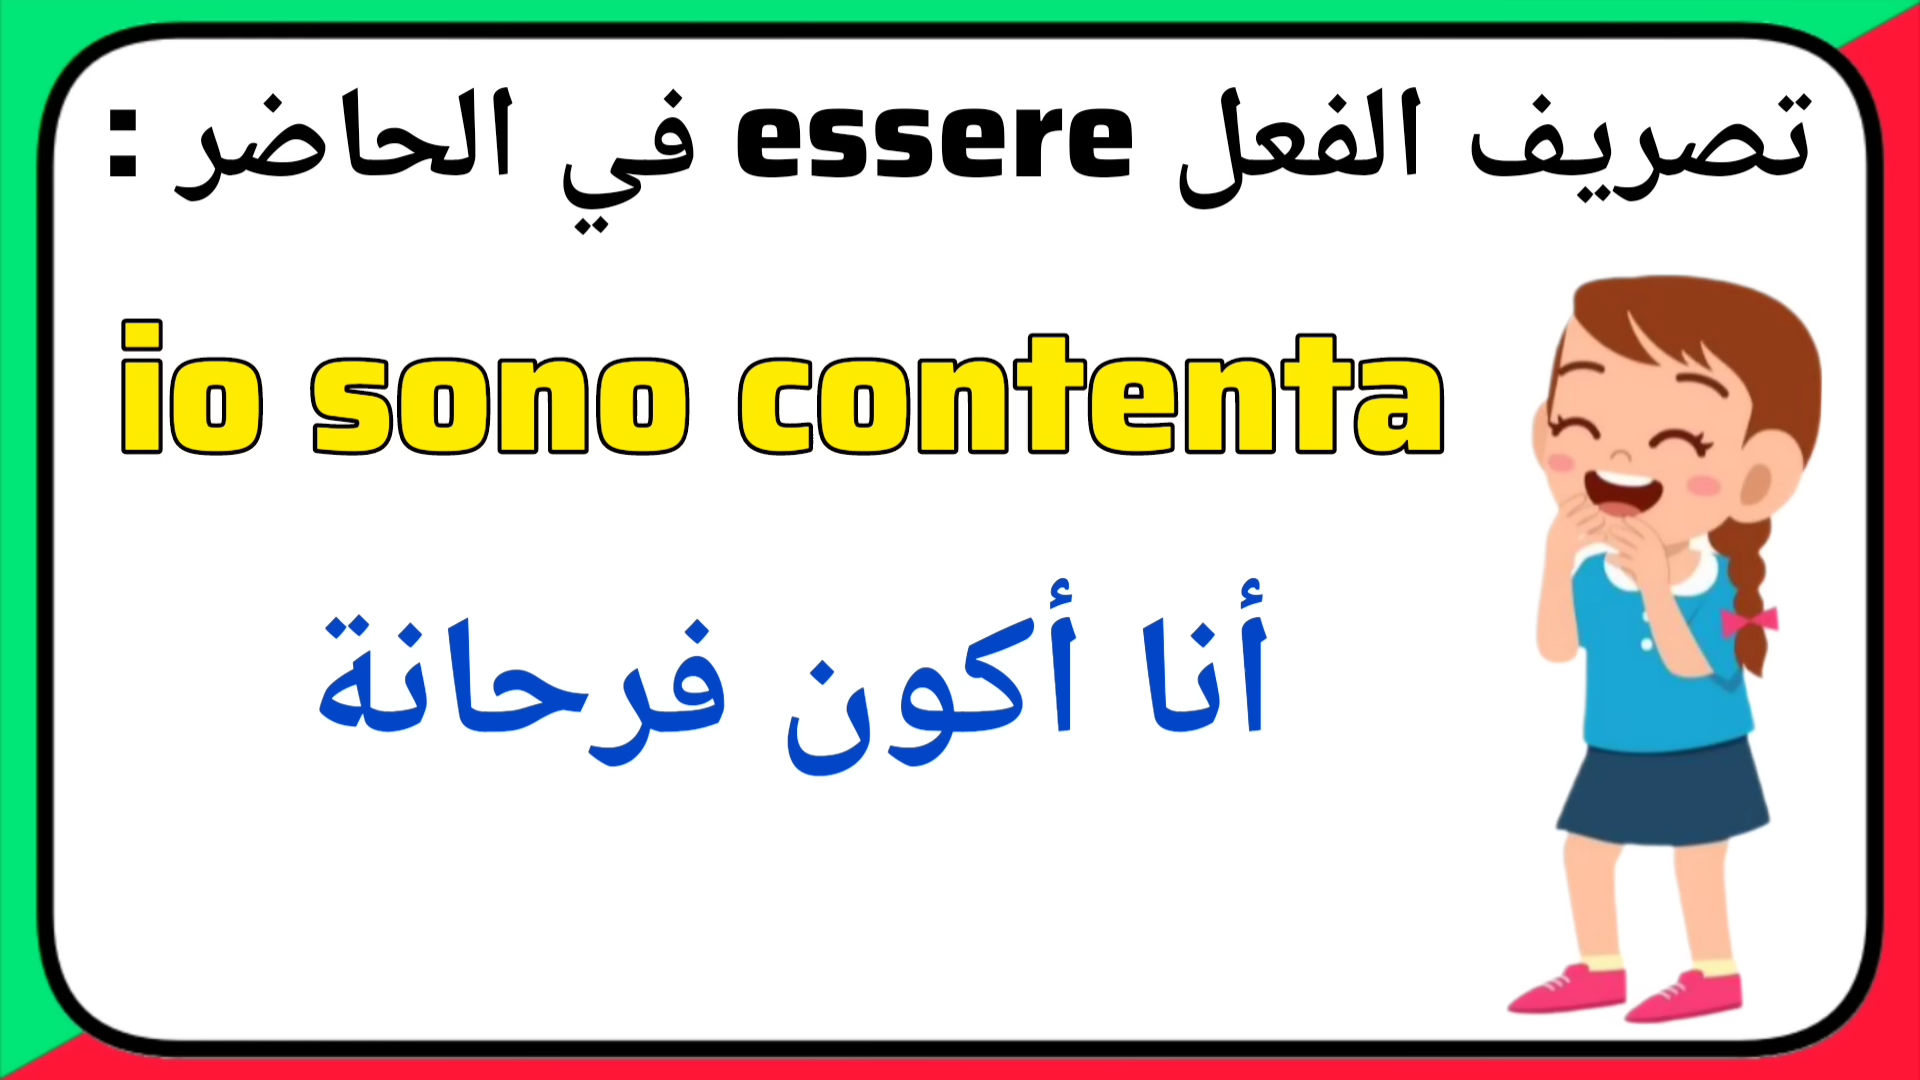 تصريف الفعل essere في الحاضر :
io sono contenta
أنا أكون فرحانة